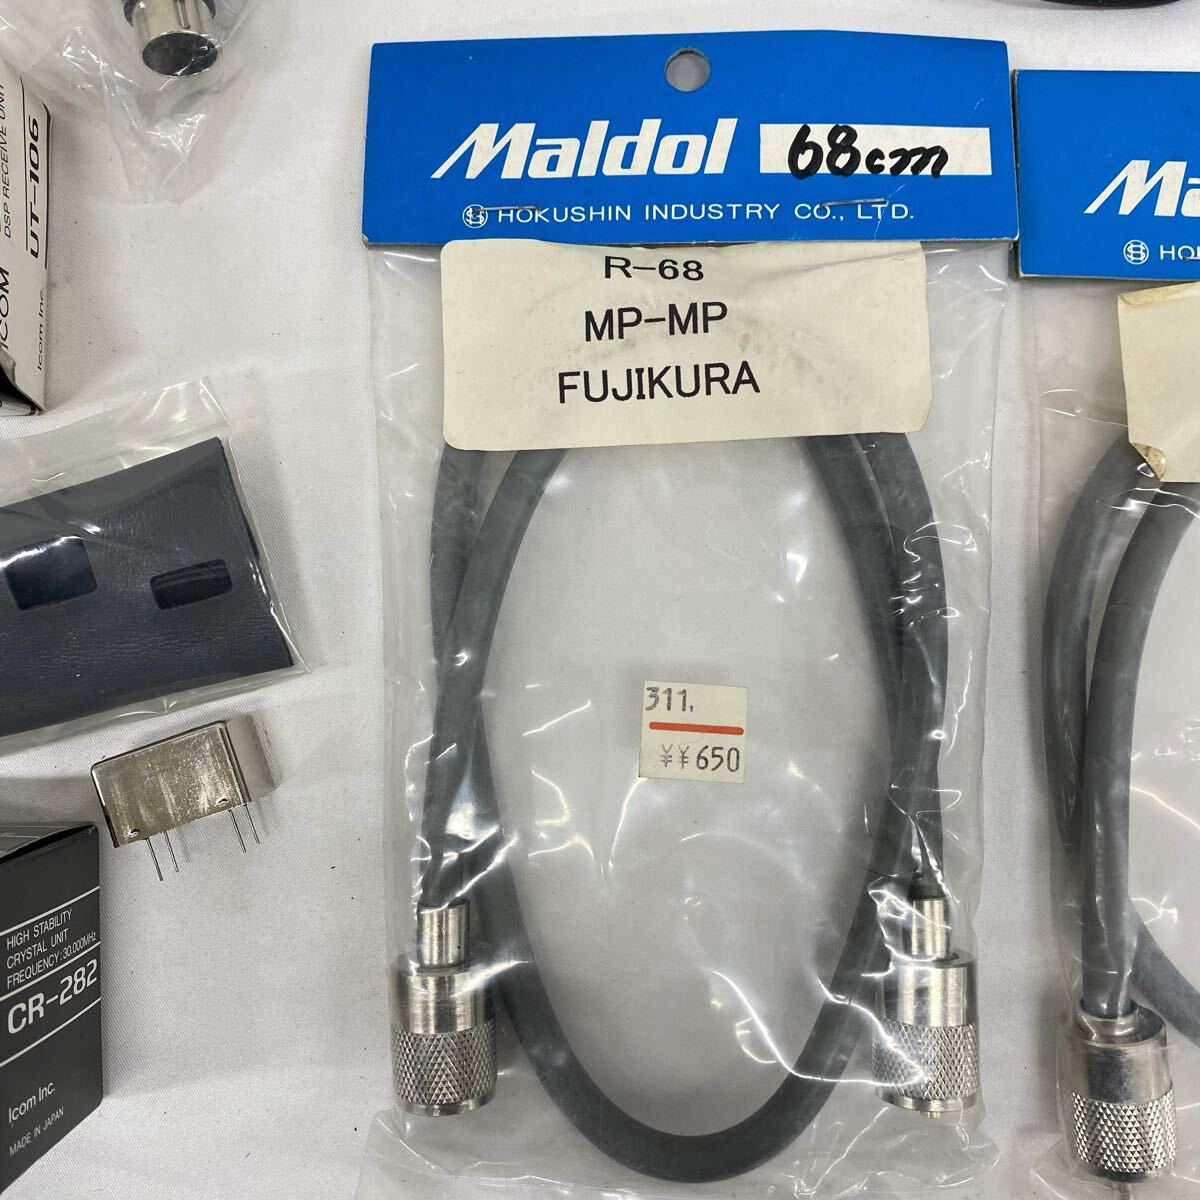 Maldol 68cm
HOKUSHIN INDUSTRY CO., LTD.
R-68
MP-MP
FUJIKURA
311.
¥¥650
DSP RECEIVE UNIT
UT-106
ICOM
Icom Inc.
HIGH STABILITY
CRYSTAL UNIT
FREQUENCY:30.000MHz
CR-282
Icom Inc.
MADE IN JAPAN
Ma
HO